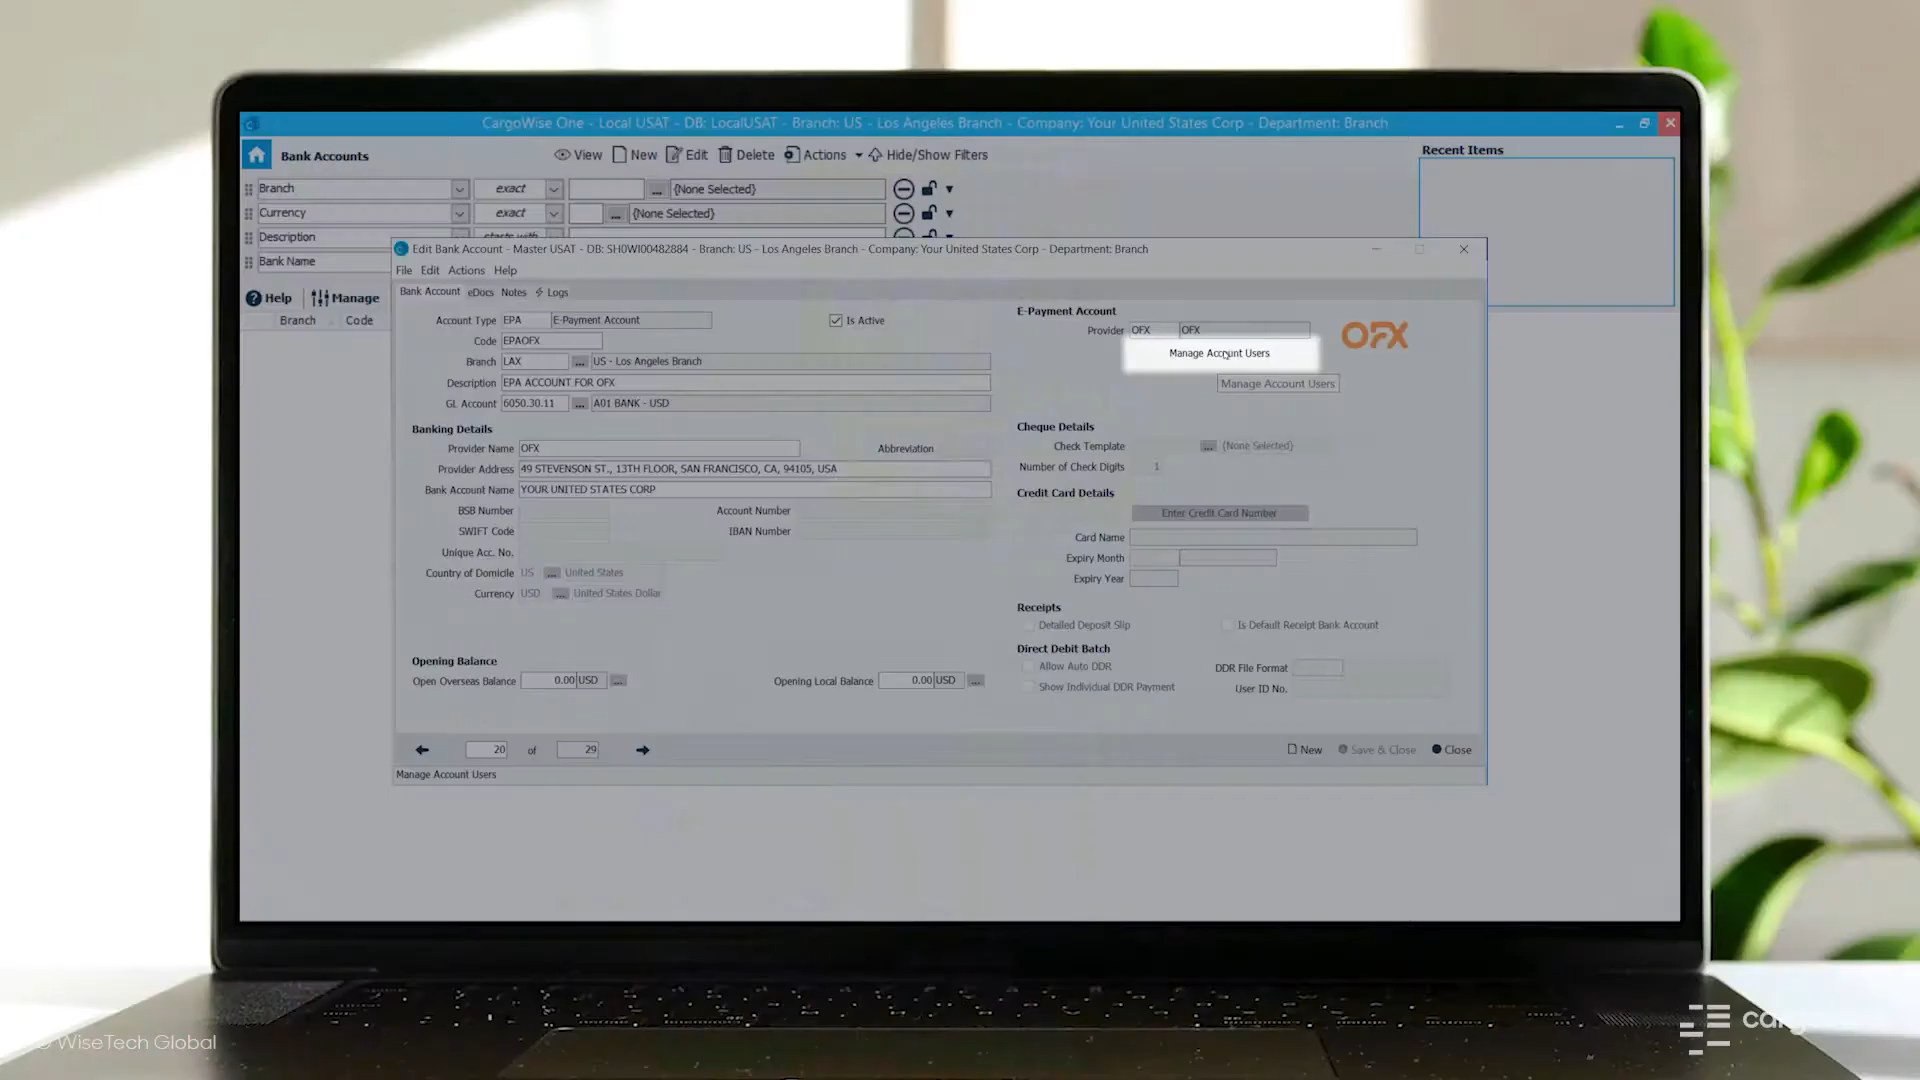 CargoWise One - Local USAT - DB: LocalUSAT - Branch: US - Los Angeles Branch - Company: Your United States Corp - Department: Branch
Bank Accounts
View New Edit Delete Actions Hide/Show Filters
Recent Items
Branch exact ... {None Selected}
Currency exact ... {None Selected}
Description starts with
Bank Name
Help Manage
Branch Code
Edit Bank Account - Master USAT - DB: SH0WI00482884 - Branch: US - Los Angeles Branch - Company: Your United States Corp - Department: Branch
File Edit Actions Help
Bank Account eDocs Notes Logs
Account Type EPA E-Payment Account Is Active
Code EPAOFX
Branch LAX ... US - Los Angeles Branch
Description EPA ACCOUNT FOR OFX
GL Account 6050.30.11 ... A01 BANK - USD
Banking Details
Provider Name OFX Abbreviation
Provider Address 49 STEVENSON ST., 13TH FLOOR, SAN FRANCISCO, CA, 94105, USA
Bank Account Name YOUR UNITED STATES CORP
BSB Number Account Number
SWIFT Code IBAN Number
Unique Acc. No.
Country of Domicile US ... United States
Currency USD ... United States Dollar
Opening Balance
Open Overseas Balance 0.00 USD ... Opening Local Balance 0.00 USD ...
E-Payment Account
Provider OFX OFX
OFX
Manage Account Users
Manage Account Users
Cheque Details
Check Template ... {None Selected}
Number of Check Digits 1
Credit Card Details
Enter Credit Card Number
Card Name
Expiry Month
Expiry Year
Receipts
Detailed Deposit Slip Is Default Receipt Bank Account
Direct Debit Batch
Allow Auto DDR DDR File Format
Show Individual DDR Payment User ID No.
20 of 29
New Save & Close Close
Manage Account Users
© WiseTech Global
carg